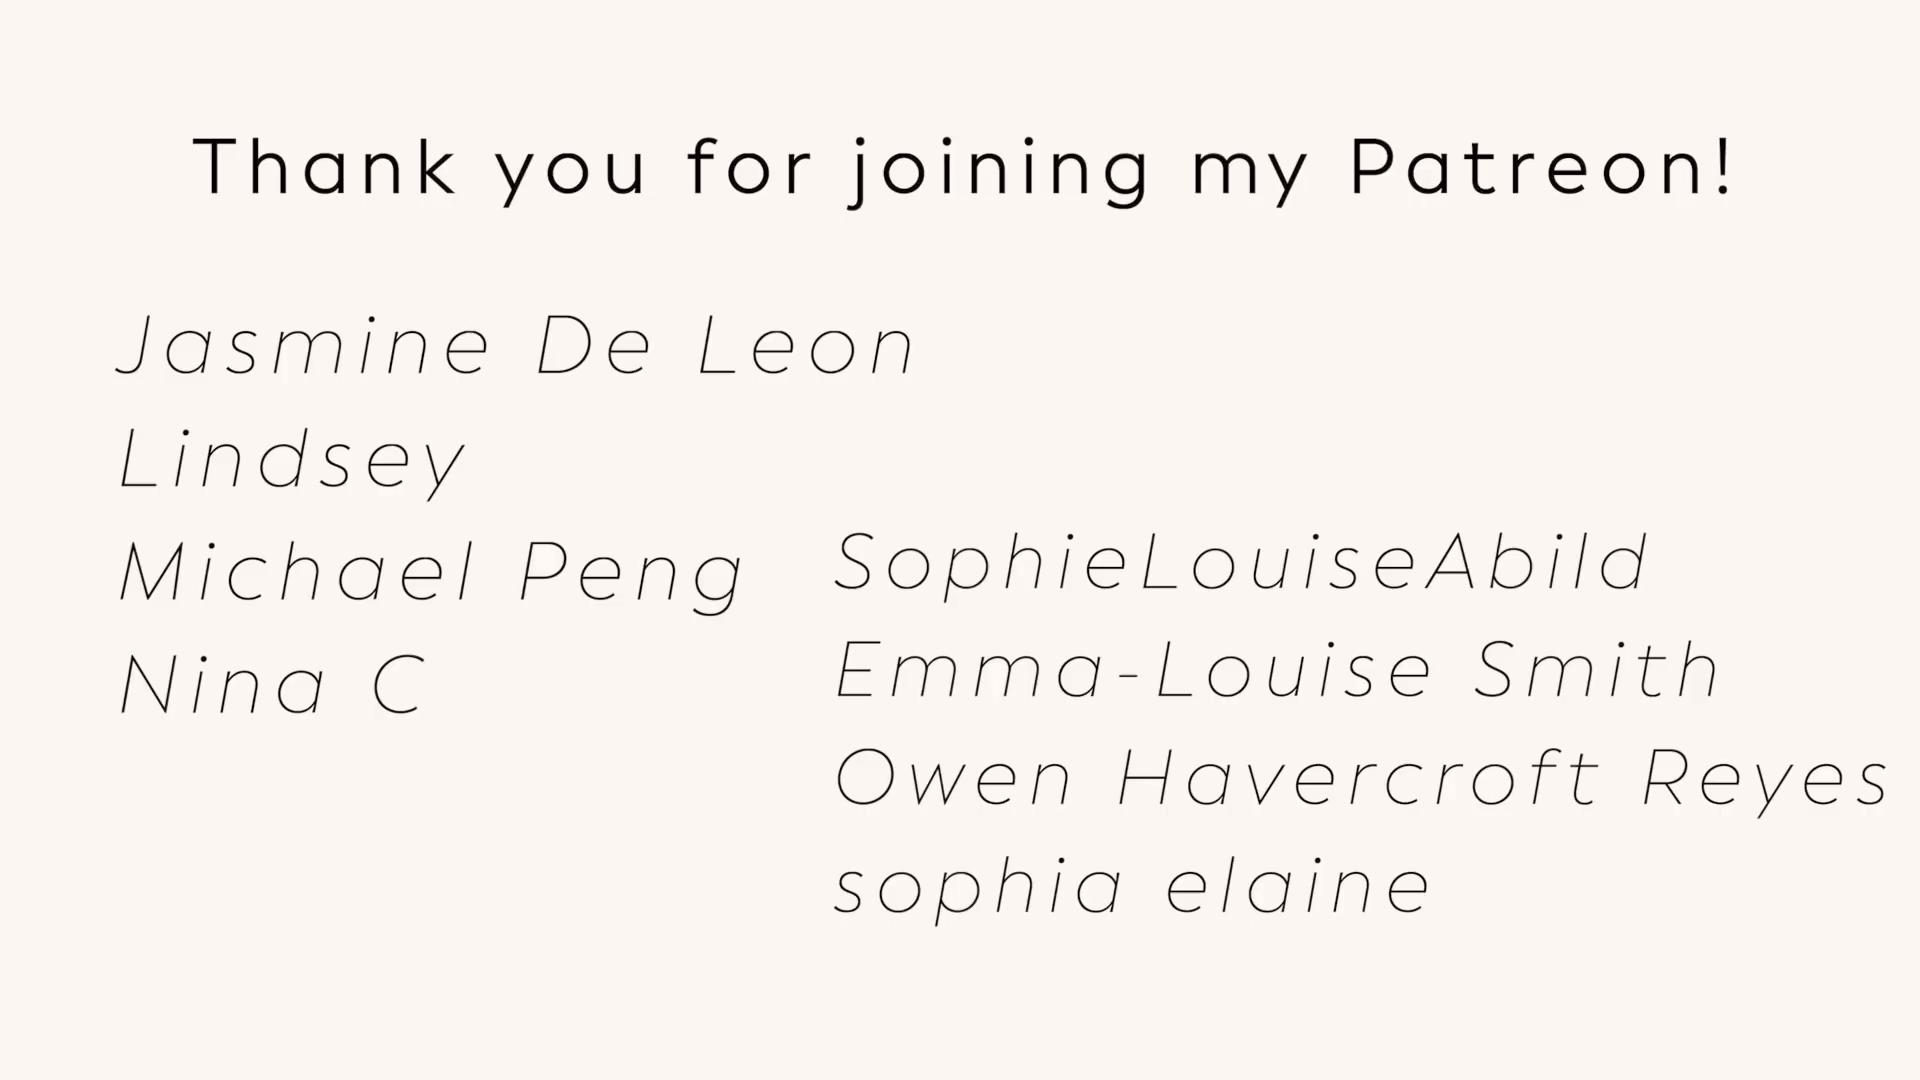 Thank you for joining my Patreon!
Jasmine De Leon
Lindsey
Michael Peng
Nina C
SophieLouiseAbild
Emma-Louise Smith
Owen Havercroft Reyes
sophia elaine